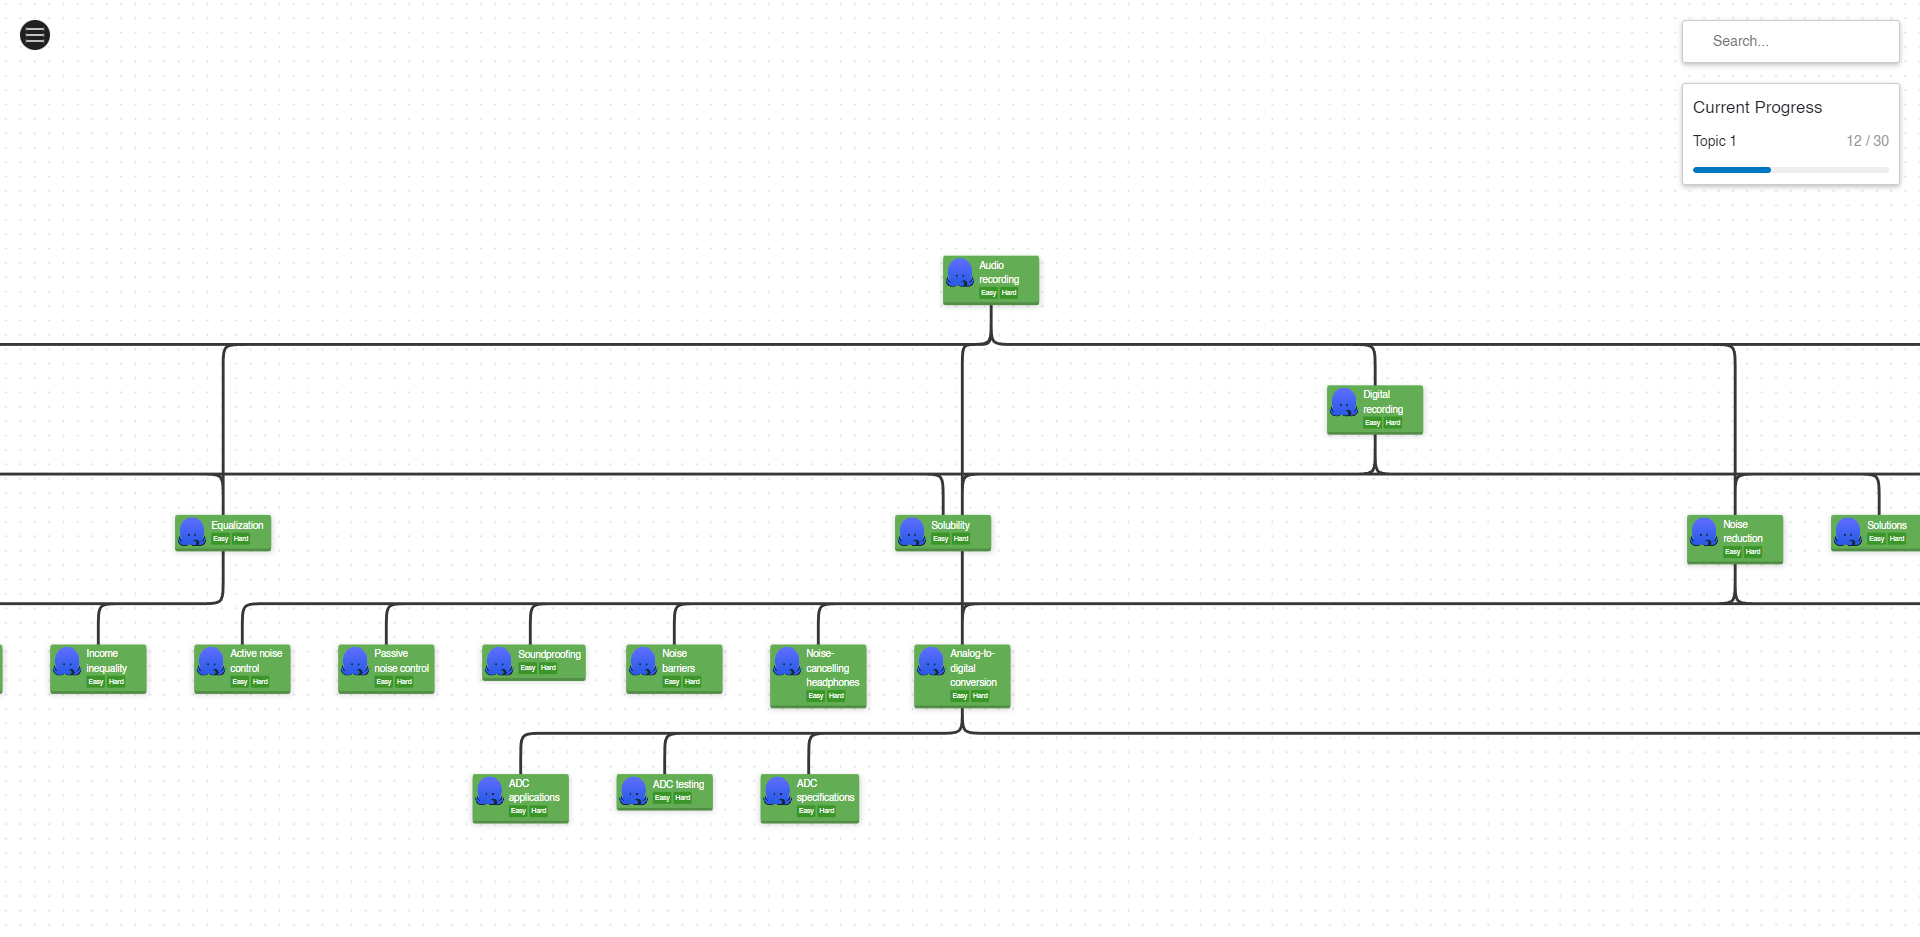 Search...
Current Progress
Topic 1
12 / 30
Audio
recording
Easy Hard
Digital
recording
Easy Hard
Equalization
Easy Hard
Solubility
Easy Hard
Noise
reduction
Easy Hard
Solutions
Easy Hard
Income
inequality
Easy Hard
Active noise
control
Easy Hard
Passive
noise control
Easy Hard
Soundproofing
Easy Hard
Noise
barriers
Easy Hard
Noise-
cancelling
headphones
Easy Hard
Analog-to-
digital
conversion
Easy Hard
ADC
applications
Easy Hard
ADC testing
Easy Hard
ADC
specifications
Easy Hard